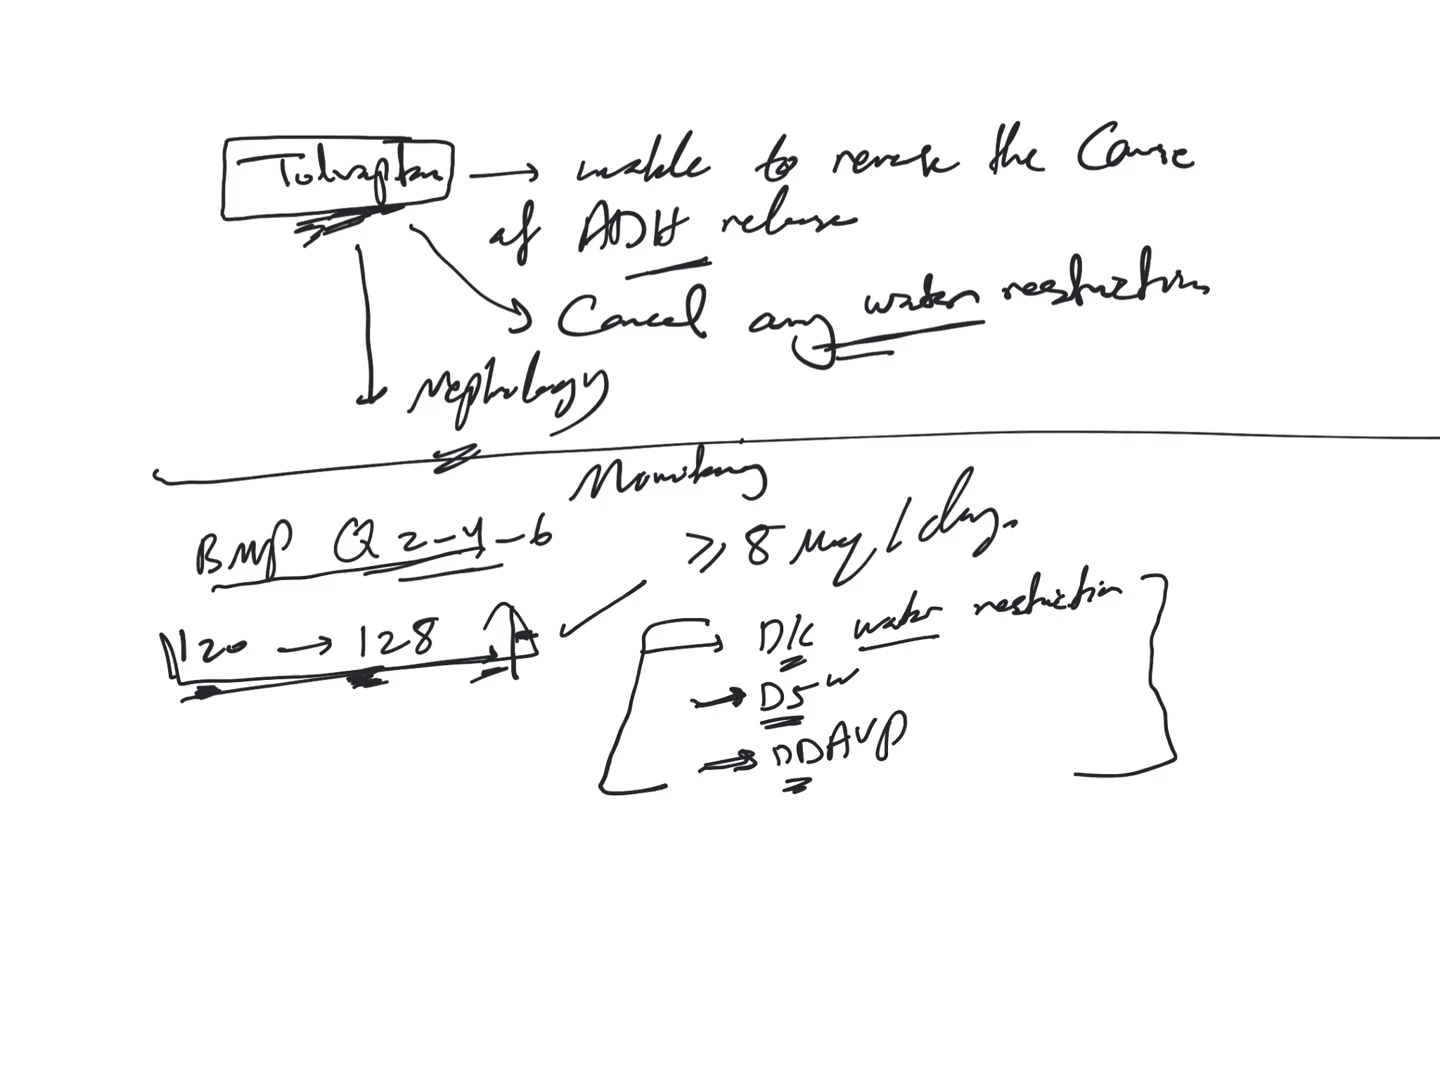 Tolvaptan → unable to reverse the Cause
of ADH release
Cancel any water restriction
Nephrology
Monitoring
BMP Q 2-4-6
≥ 8 meq/day.
120 → 128 ↑
→ D/C water restriction
→ D5W
→ DDAVP